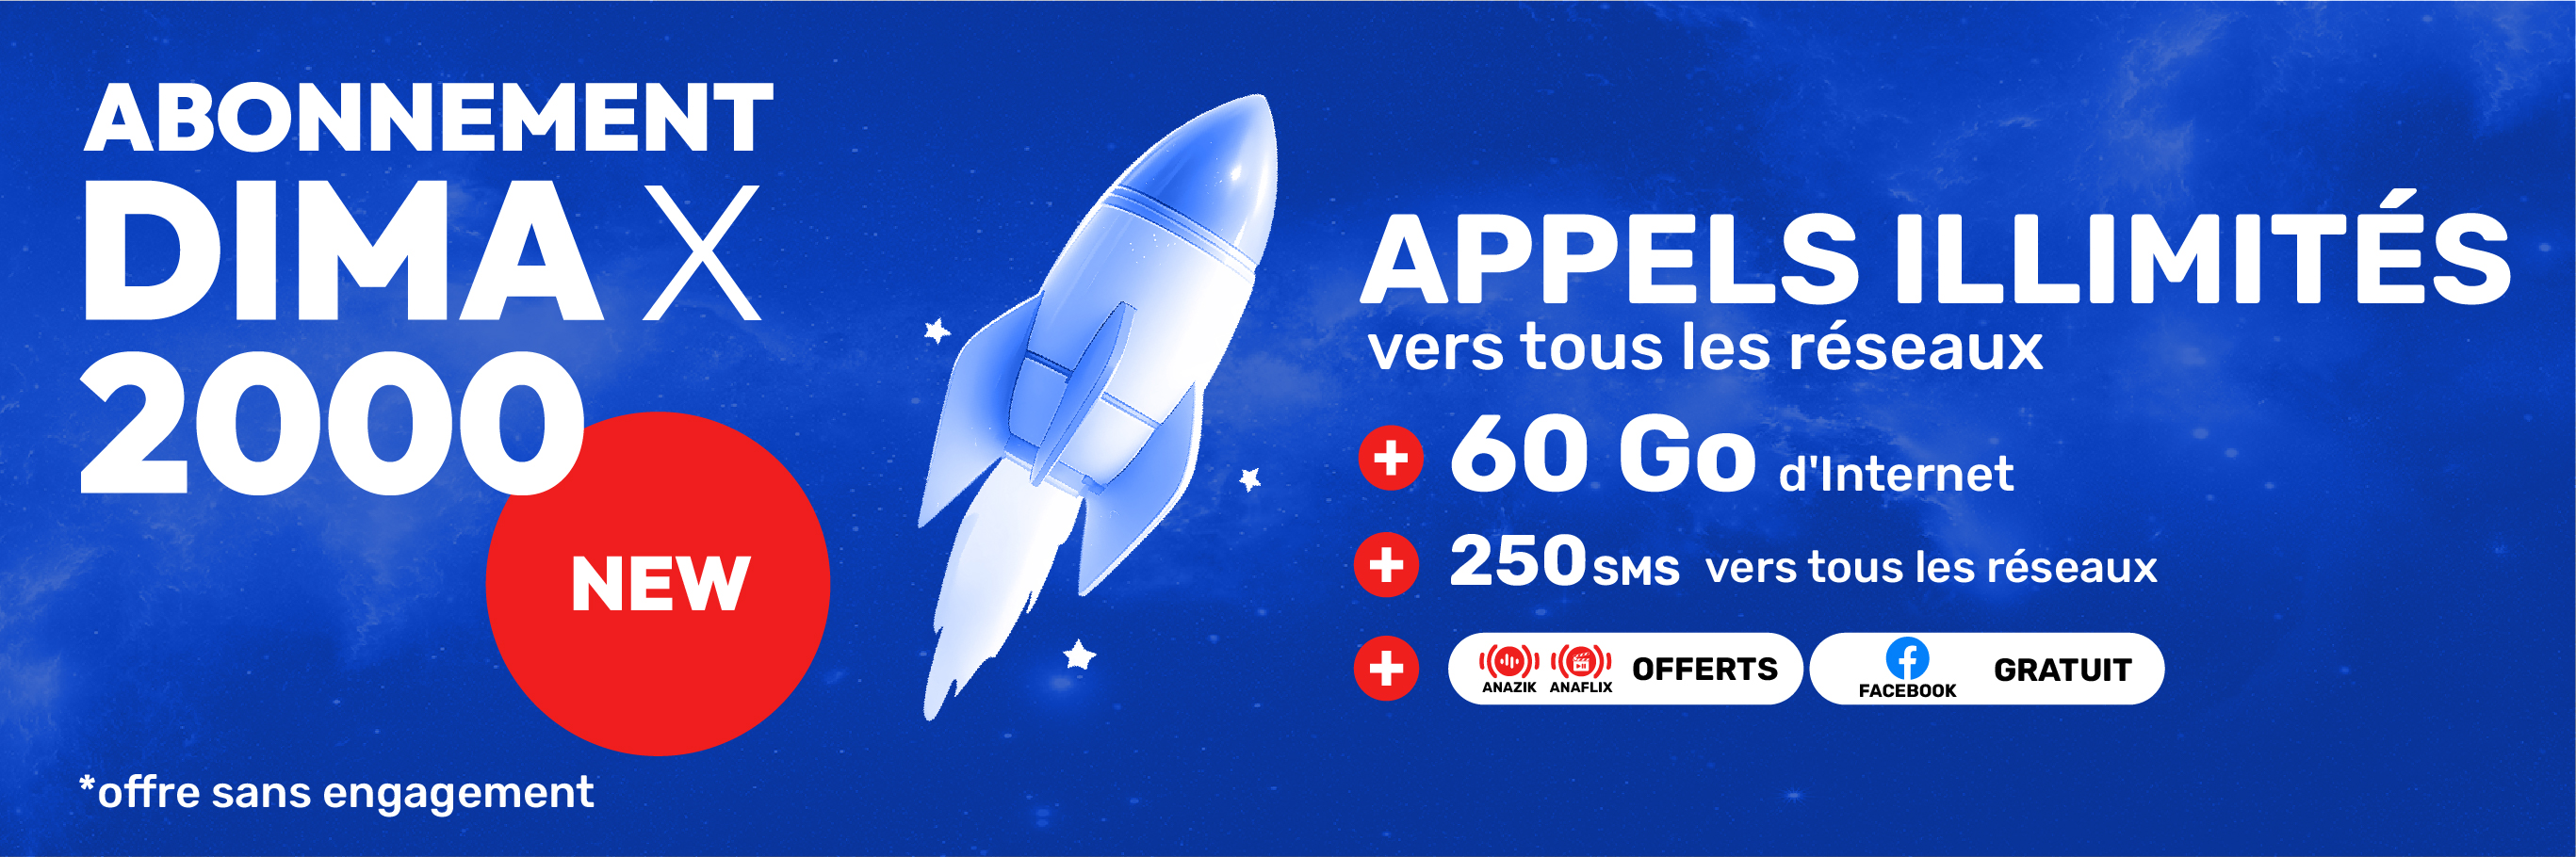 ABONNEMENT
DIMA X
2000
NEW
*offre sans engagement
APPELS ILLIMITÉS
vers tous les réseaux
+ 60 Go d'Internet
+ 250 SMS vers tous les réseaux
+ ANAZIK ANAFLIX OFFERTS FACEBOOK GRATUIT